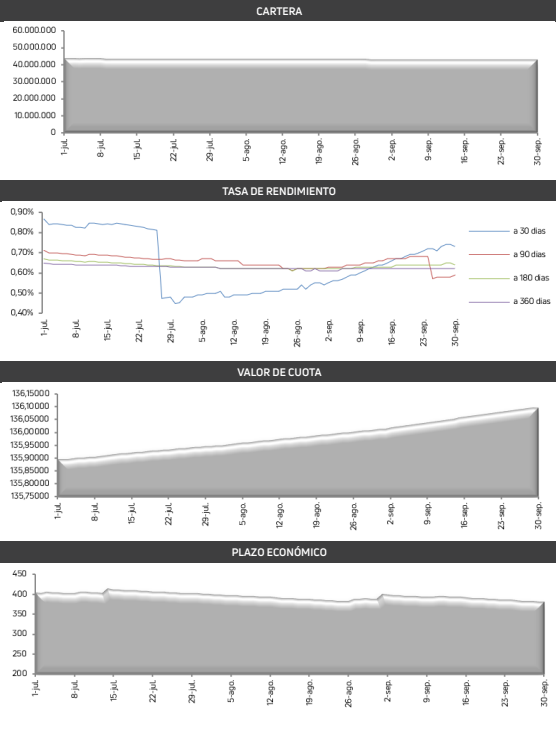 CARTERA
60.000.000
50.000.000
40.000.000
30.000.000
20.000.000
10.000.000
0
1-jul.
8-jul.
15-jul.
22-jul.
29-jul.
5-ago.
12-ago.
19-ago.
26-ago.
2-sep.
9-sep.
16-sep.
23-sep.
30-sep.
TASA DE RENDIMIENTO
0,90%
0,80%
0,70%
0,60%
0,50%
0,40%
1-jul.
8-jul.
15-jul.
22-jul.
29-jul.
5-ago.
12-ago.
19-ago.
26-ago.
2-sep.
9-sep.
16-sep.
23-sep.
30-sep.
a 30 dias
a 90 dias
a 180 dias
a 360 dias
VALOR DE CUOTA
136,15000
136,10000
136,05000
136,00000
135,95000
135,90000
135,85000
135,80000
135,75000
1-jul.
8-jul.
15-jul.
22-jul.
29-jul.
5-ago.
12-ago.
19-ago.
26-ago.
2-sep.
9-sep.
16-sep.
23-sep.
30-sep.
PLAZO ECONÓMICO
450
400
350
300
250
200
1-jul.
8-jul.
15-jul.
22-jul.
29-jul.
5-ago.
12-ago.
19-ago.
26-ago.
2-sep.
9-sep.
16-sep.
23-sep.
30-sep.